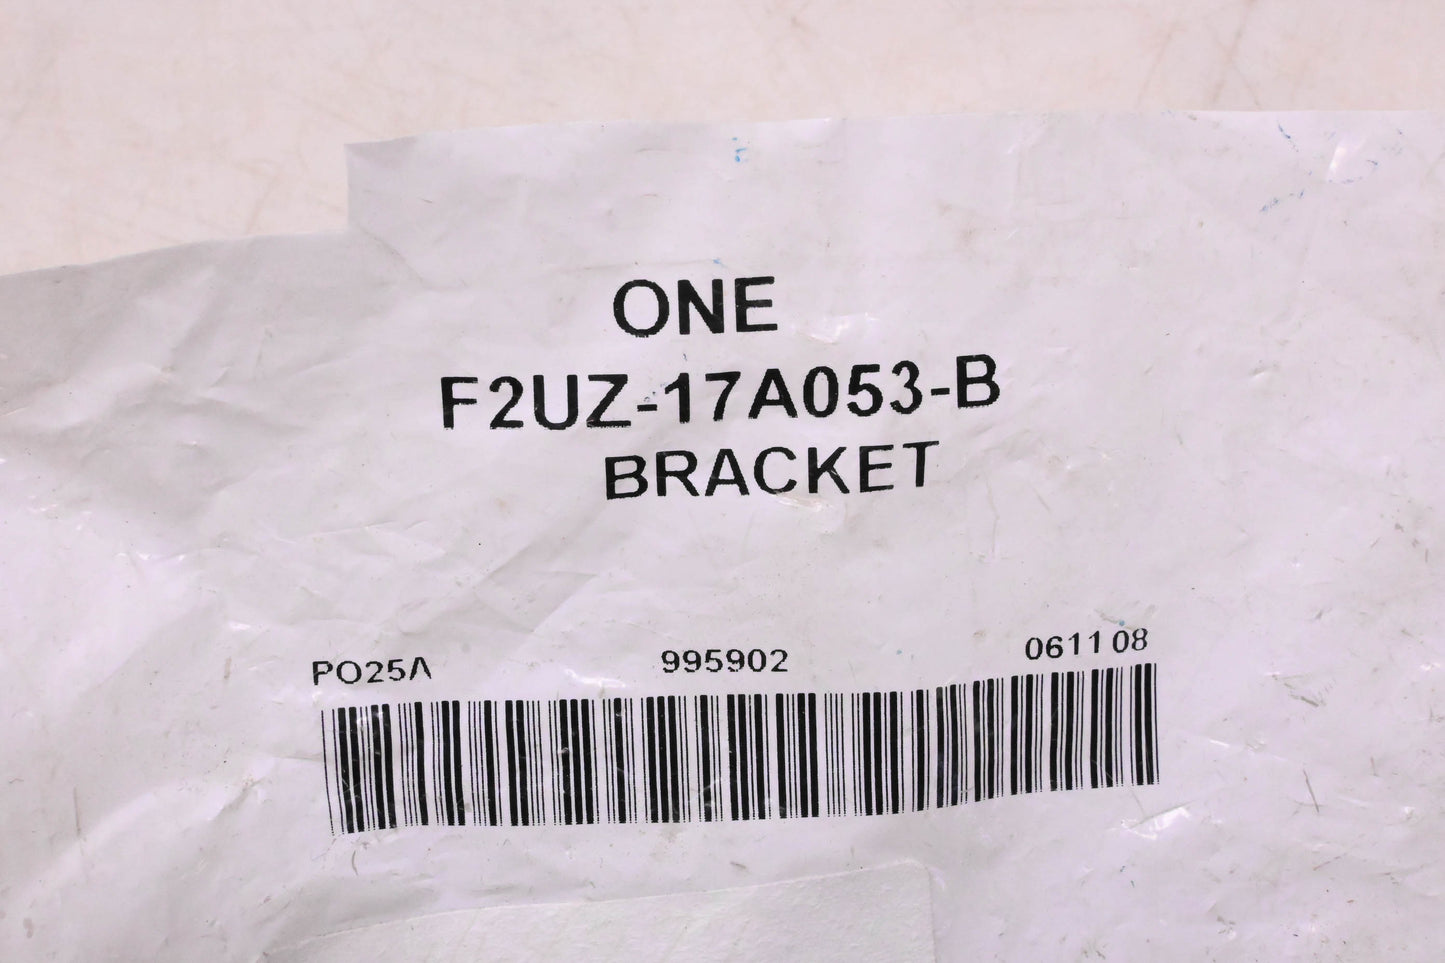 ONE
F2UZ-17A053-B
BRACKET
PO25A 995902 061108